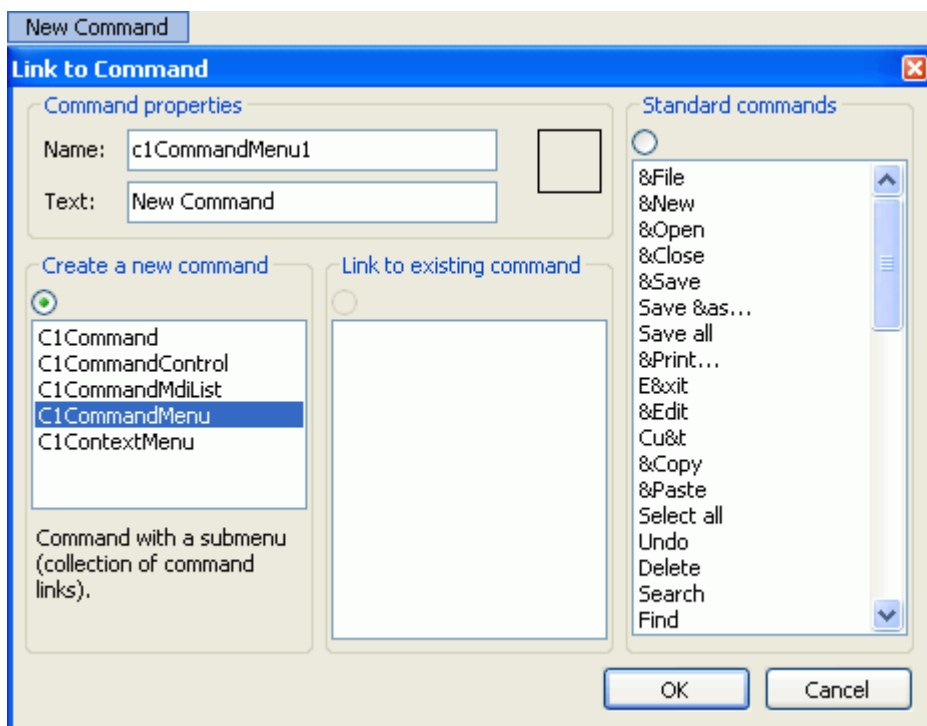 New Command
Link to Command
Command properties
Name: c1CommandMenu1
Text: New Command
Create a new command
C1Command
C1CommandControl
C1CommandMdiList
C1CommandMenu
C1ContextMenu
Command with a submenu
(collection of command
links).
Link to existing command
Standard commands
&File
&New
&Open
&Close
&Save
Save &as...
Save all
&Print...
E&xit
&Edit
Cu&t
&Copy
&Paste
Select all
Undo
Delete
Search
Find
OK
Cancel